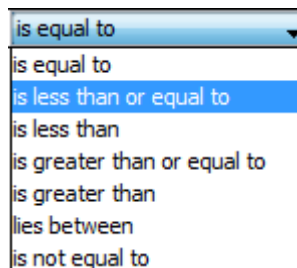 is equal to
is equal to
is less than or equal to
is less than
is greater than or equal to
is greater than
lies between
is not equal to